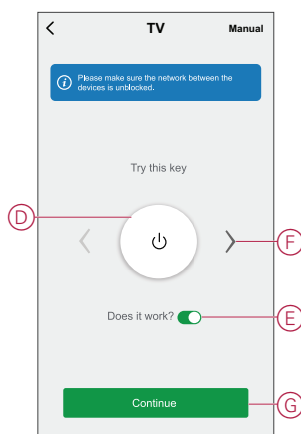 TV
Manual
Please make sure the network between the
devices is unblocked.
Try this key
D
F
Does it work?
E
Continue
G